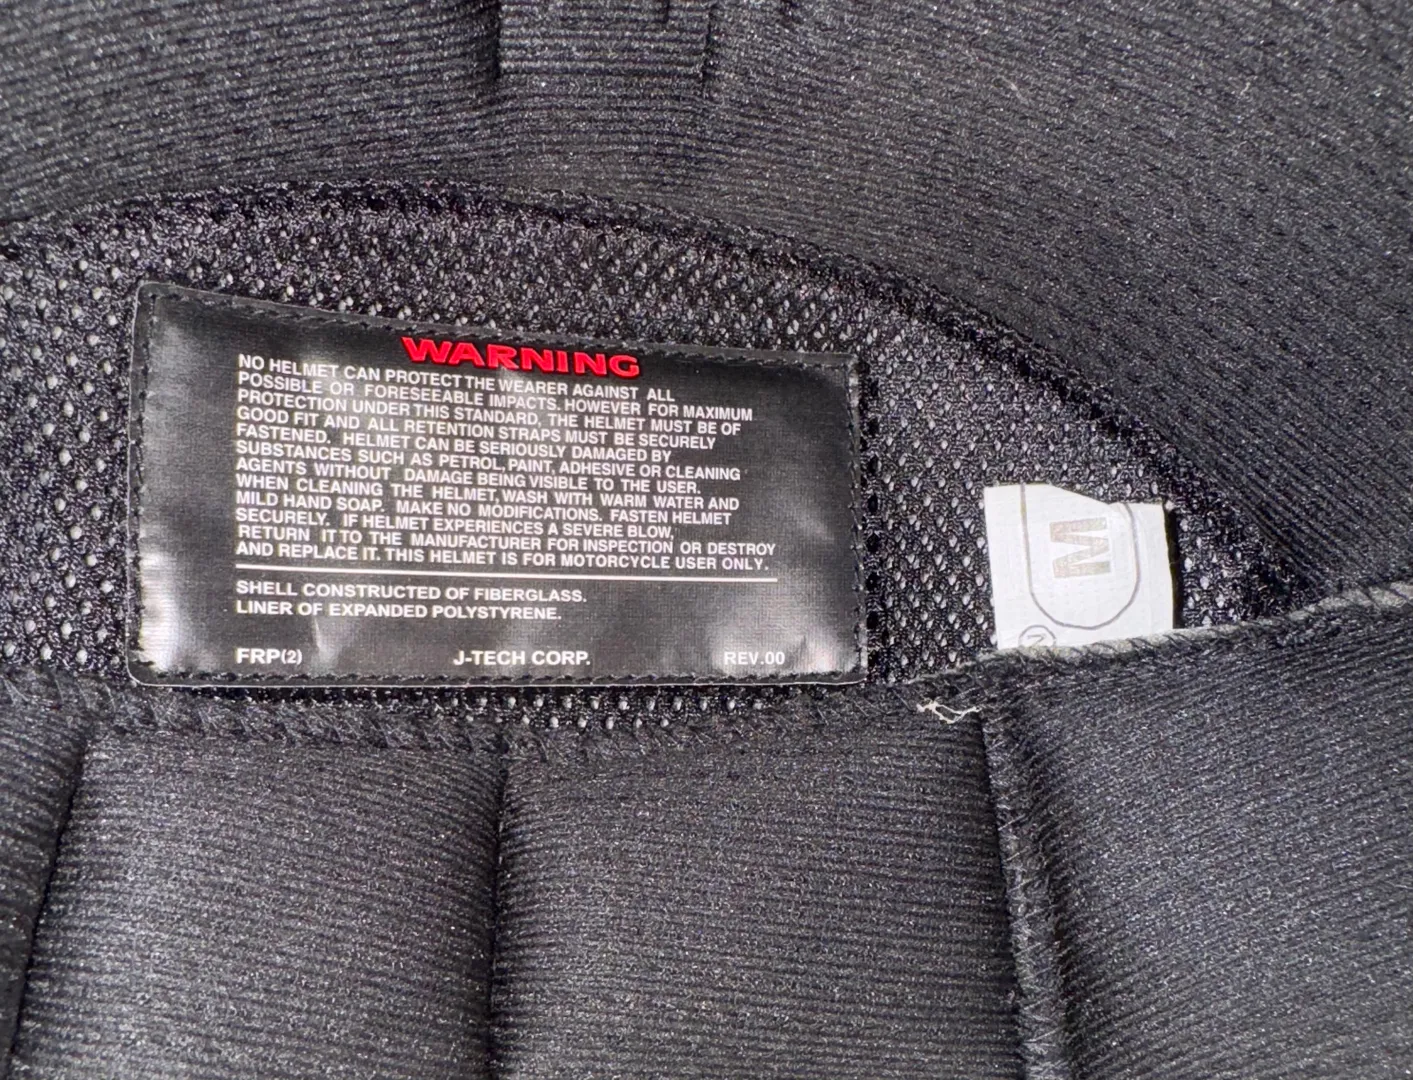 WARNING
NO HELMET CAN PROTECT THE WEARER AGAINST ALL
POSSIBLE OR FORESEEABLE IMPACTS. HOWEVER FOR MAXIMUM
PROTECTION UNDER THIS STANDARD, THE HELMET MUST BE OF
GOOD FIT AND ALL RETENTION STRAPS MUST BE SECURELY
FASTENED. HELMET CAN BE SERIOUSLY DAMAGED BY
SUBSTANCES SUCH AS PETROL, PAINT, ADHESIVE OR CLEANING
AGENTS WITHOUT DAMAGE BEING VISIBLE TO THE USER.
WHEN CLEANING THE HELMET, WASH WITH WARM WATER AND
MILD HAND SOAP. MAKE NO MODIFICATIONS. FASTEN HELMET
SECURELY. IF HELMET EXPERIENCES A SEVERE BLOW,
RETURN IT TO THE MANUFACTURER FOR INSPECTION OR DESTROY
AND REPLACE IT. THIS HELMET IS FOR MOTORCYCLE USER ONLY.
SHELL CONSTRUCTED OF FIBERGLASS.
LINER OF EXPANDED POLYSTYRENE.
FRP(2) J-TECH CORP. REV.00
M